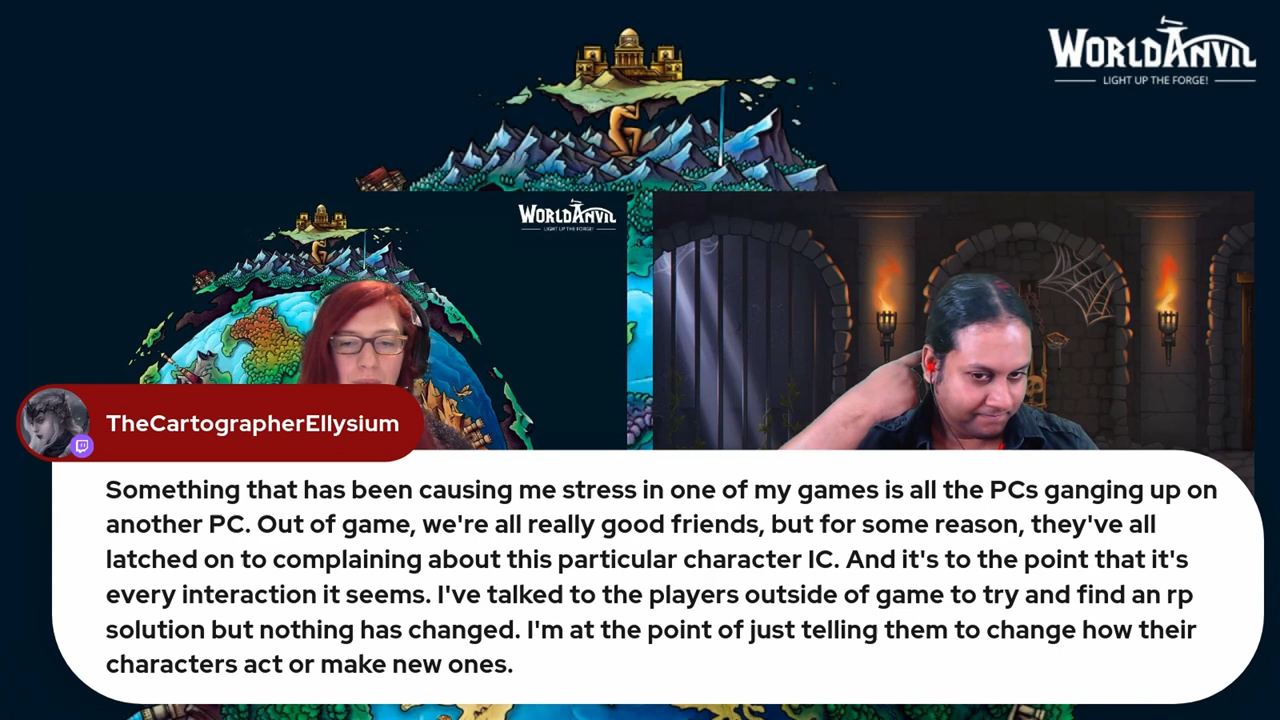 WORLDANVIL
LIGHT UP THE FORGE!
WORLDANVIL
LIGHT UP THE FORGE!
TheCartographerEllysium
Something that has been causing me stress in one of my games is all the PCs ganging up on
another PC. Out of game, we're all really good friends, but for some reason, they've all
latched on to complaining about this particular character IC. And it's to the point that it's
every interaction it seems. I've talked to the players outside of game to try and find an rp
solution but nothing has changed. I'm at the point of just telling them to change how their
characters act or make new ones.